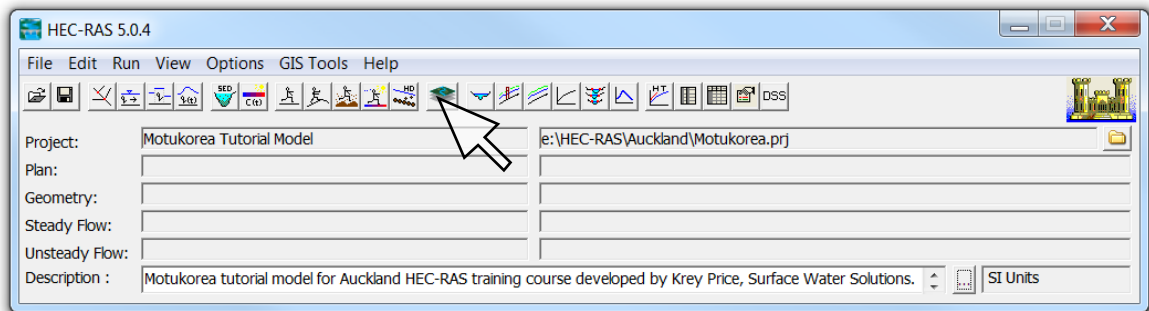 HEC-RAS 5.0.4
File Edit Run View Options GIS Tools Help
SED C(t) HD HT DSS
Project: Motukorea Tutorial Model e:\HEC-RAS\Auckland\Motukorea.prj
Plan:
Geometry:
Steady Flow:
Unsteady Flow:
Description : Motukorea tutorial model for Auckland HEC-RAS training course developed by Krey Price, Surface Water Solutions. ... SI Units